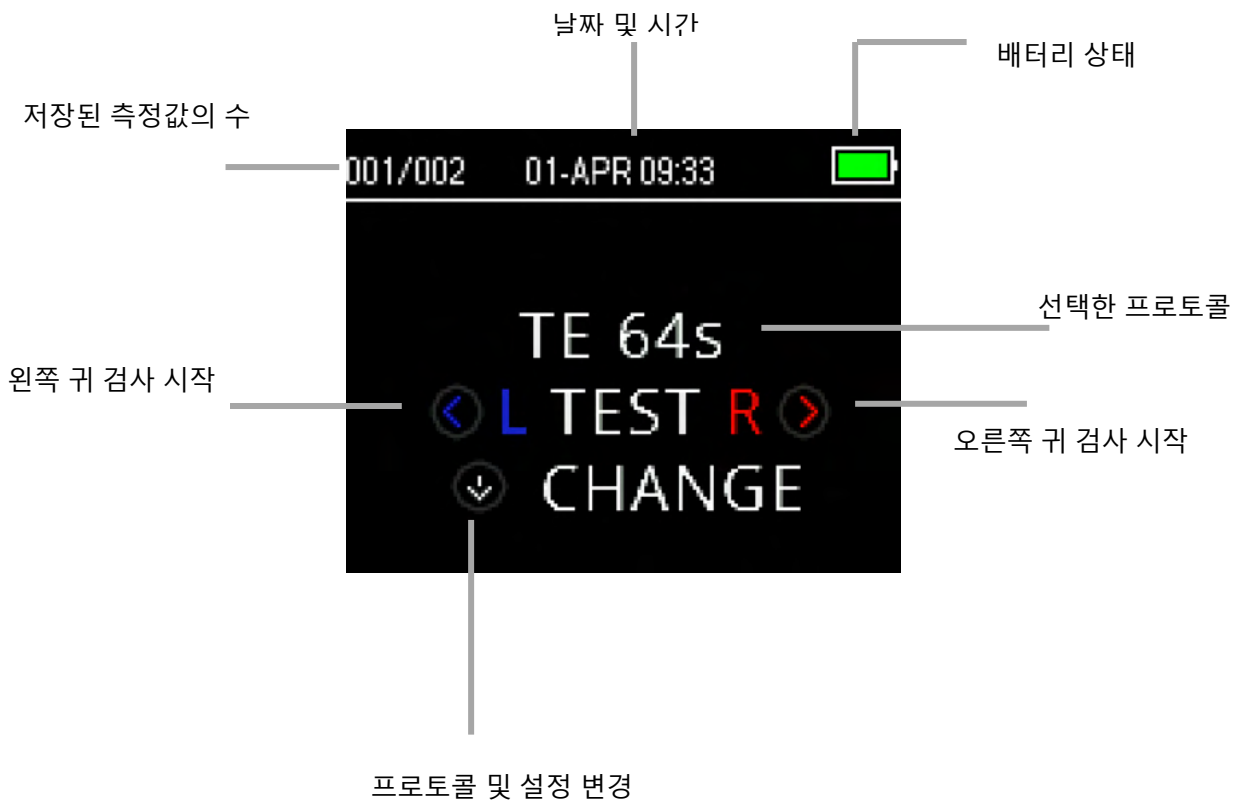 날짜 및 시간
배터리 상태
저장된 측정값의 수
001/002 01-APR 09:33
선택한 프로토콜
TE 64s
왼쪽 귀 검사 시작
L TEST R
오른쪽 귀 검사 시작
CHANGE
프로토콜 및 설정 변경